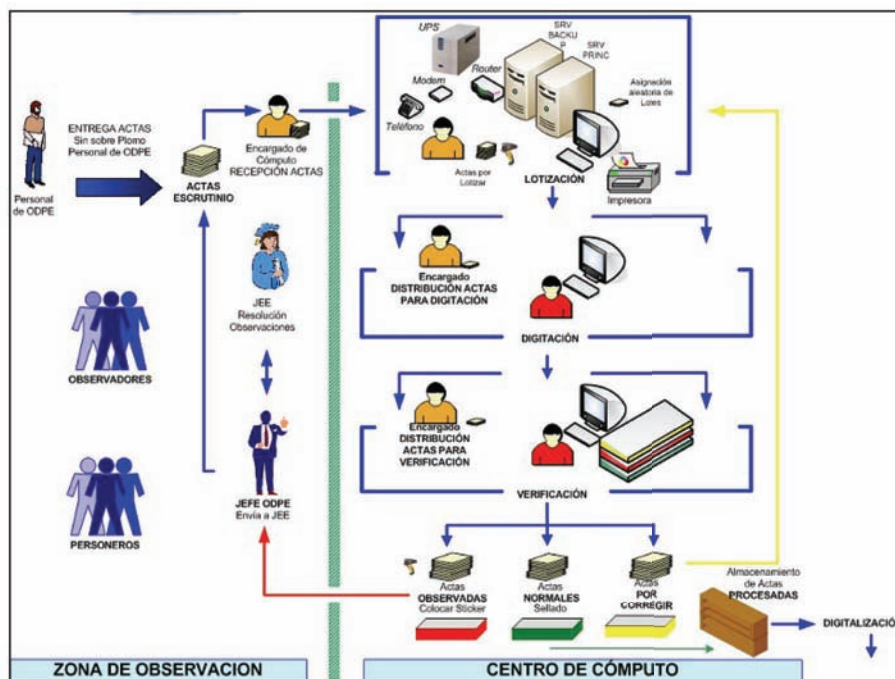 Personal
de ODPE
ENTREGA ACTAS
Sin sobre Plomo
Personal de ODPE
ACTAS
ESCRUTINIO
Encargado de
Cómputo
RECEPCIÓN ACTAS
JEE
Resolución
Observaciones
OBSERVADORES
JEFE ODPE
Envía a JEE
PERSONEROS
ZONA DE OBSERVACION
UPS
SRV
BACKU
P
SRV
PRINC
Modem
Router
Teléfono
Asignación
aleatoria de
Lotes
Actas por
Lotizar
LOTIZACIÓN
Impresora
Encargado
DISTRIBUCIÓN ACTAS
PARA DIGITACIÓN
DIGITACIÓN
Encargado
DISTRIBUCIÓN
ACTAS PARA
VERIFICACIÓN
VERIFICACIÓN
Actas
OBSERVADAS
Colocar Sticker
Actas
NORMALES
Sellado
Actas
POR
CORREGIR
Almacenamiento
de Actas
PROCESADAS
DIGITALIZACIÓ
CENTRO DE CÓMPUTO